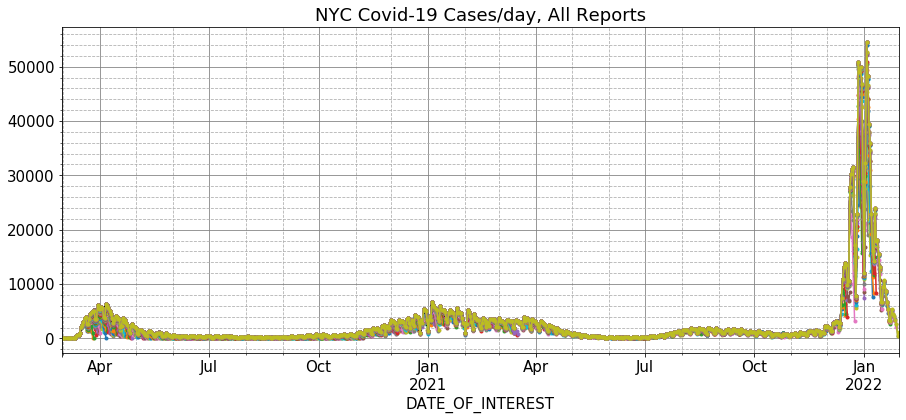 NYC Covid-19 Cases/day, All Reports
50000
40000
30000
20000
10000
0
Apr Jul Oct Jan Apr Jul Oct Jan
2021 2022
DATE_OF_INTEREST